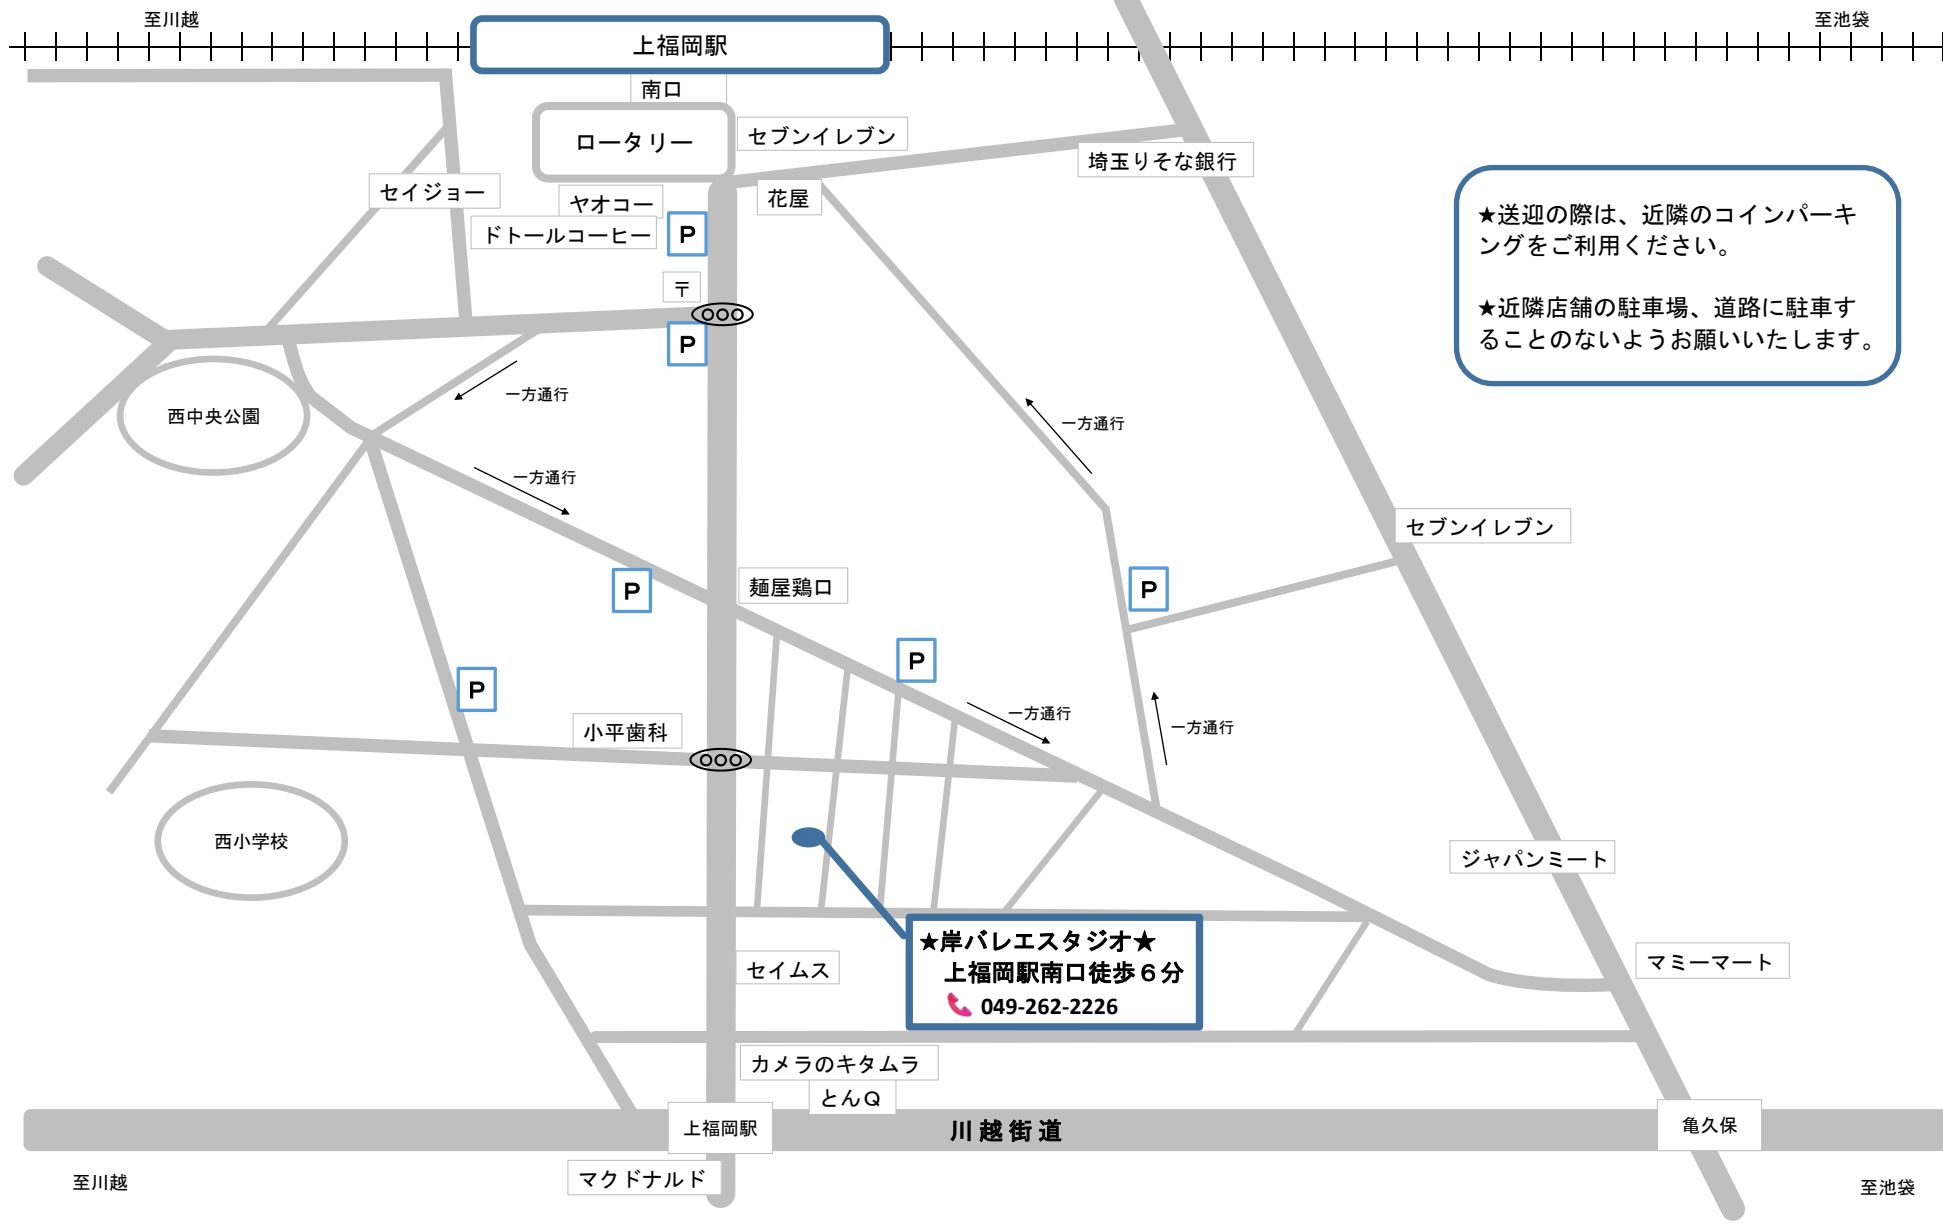 至川越
至池袋
上福岡駅
南口
ロータリー
セブンイレブン
埼玉りそな銀行
セイジョー
ヤオコー
花屋
ドトールコーヒー
P
★送迎の際は、近隣のコインパーキ
ングをご利用ください。
★近隣店舗の駐車場、道路に駐車す
ることのないようお願いいたします。
〒
P
一方通行
西中央公園
一方通行
一方通行
セブンイレブン
P
麺屋鶏口
P
P
P
一方通行
一方通行
小平歯科
西小学校
ジャパンミート
★岸バレエスタジオ★
上福岡駅南口徒歩６分
049-262-2226
セイムス
マミーマート
カメラのキタムラ
とんＱ
上福岡駅
川越街道
亀久保
マクドナルド
至川越
至池袋